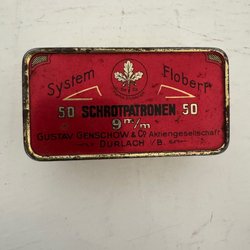 System Flobert
50 SCHROTPATRONEN 50
9 m/m
GUSTAV GENSCHOW & Co Aktiengesellschaft
DURLACH i/B.